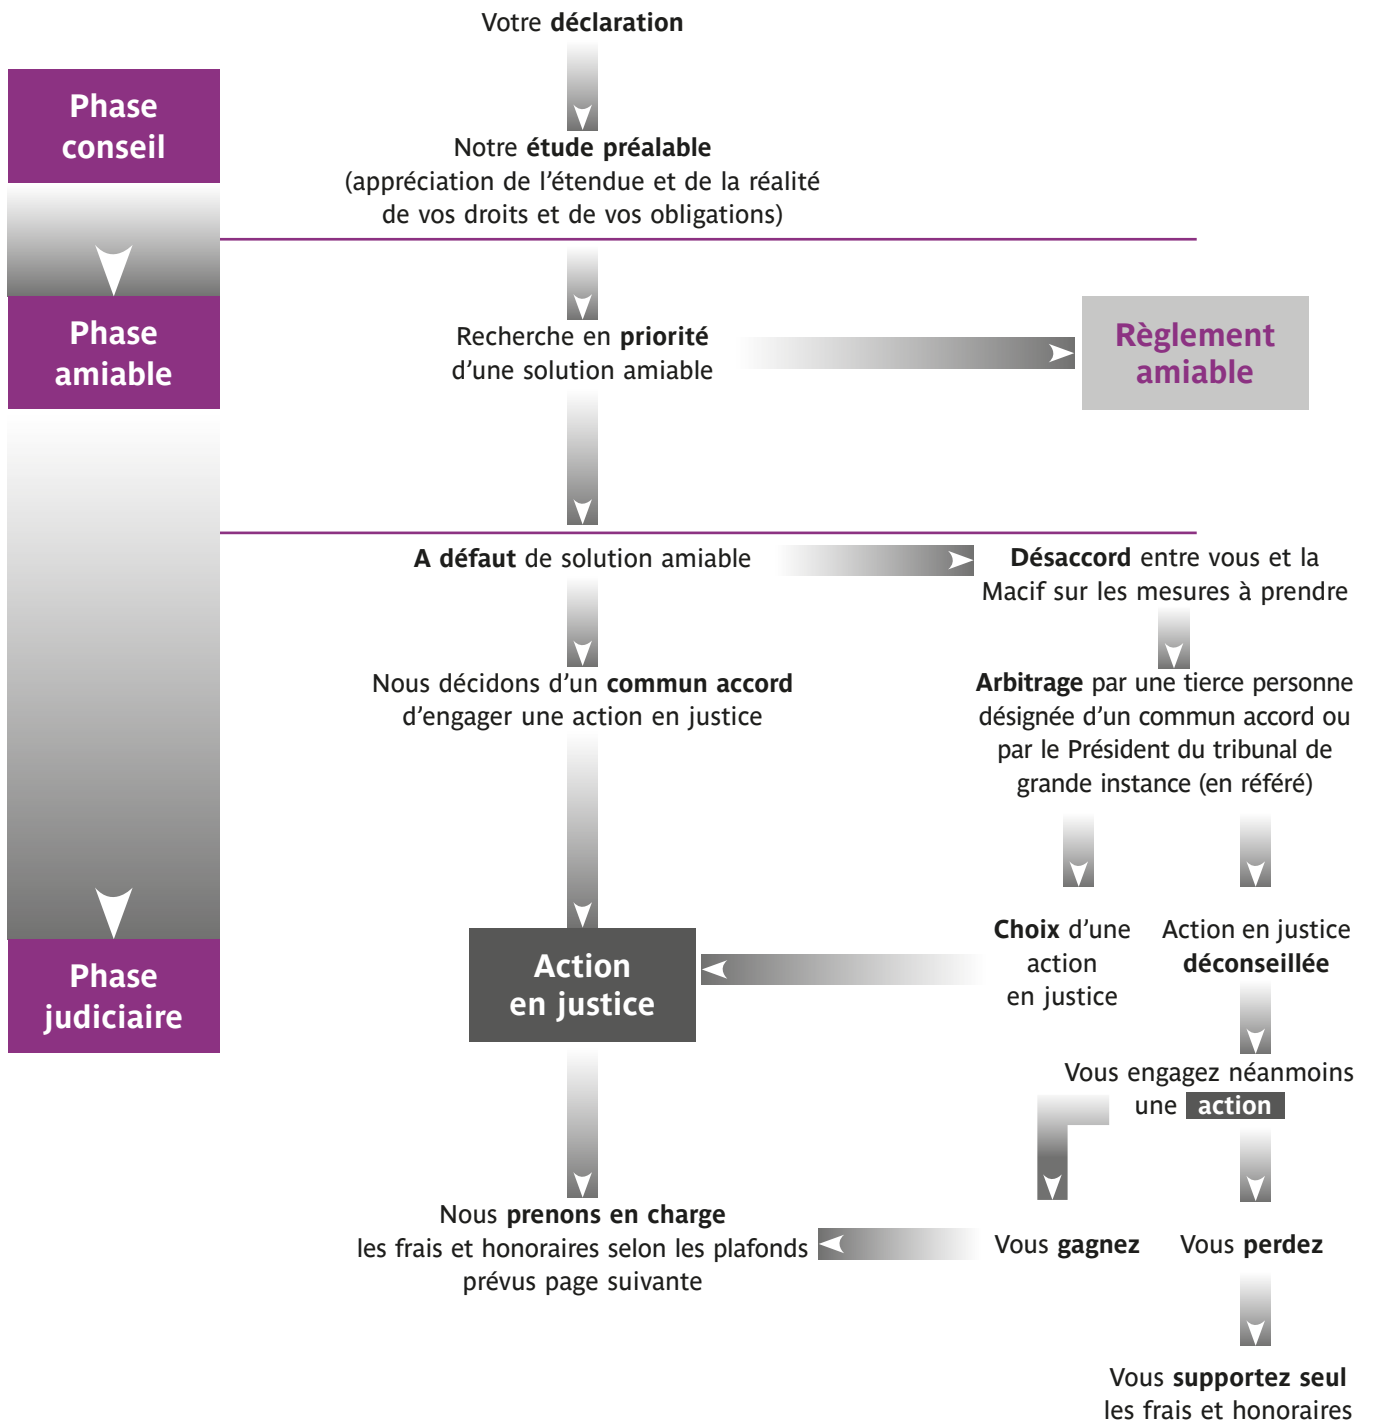 Votre déclaration
Phase
conseil
Notre étude préalable
(appréciation de l'étendue et de la réalité
de vos droits et de vos obligations)
Phase
amiable
Recherche en priorité
d'une solution amiable
Règlement
amiable
A défaut de solution amiable
Désaccord entre vous et la
Macif sur les mesures à prendre
Nous décidons d'un commun accord
d'engager une action en justice
Arbitrage par une tierce personne
désignée d'un commun accord ou
par le Président du tribunal de
grande instance (en référé)
Phase
judiciaire
Action
en justice
Choix d'une
action
en justice
Action en justice
déconseillée
Vous engagez néanmoins
une action
Nous prenons en charge
les frais et honoraires selon les plafonds
prévus page suivante
Vous gagnez
Vous perdez
Vous supportez seul
les frais et honoraires